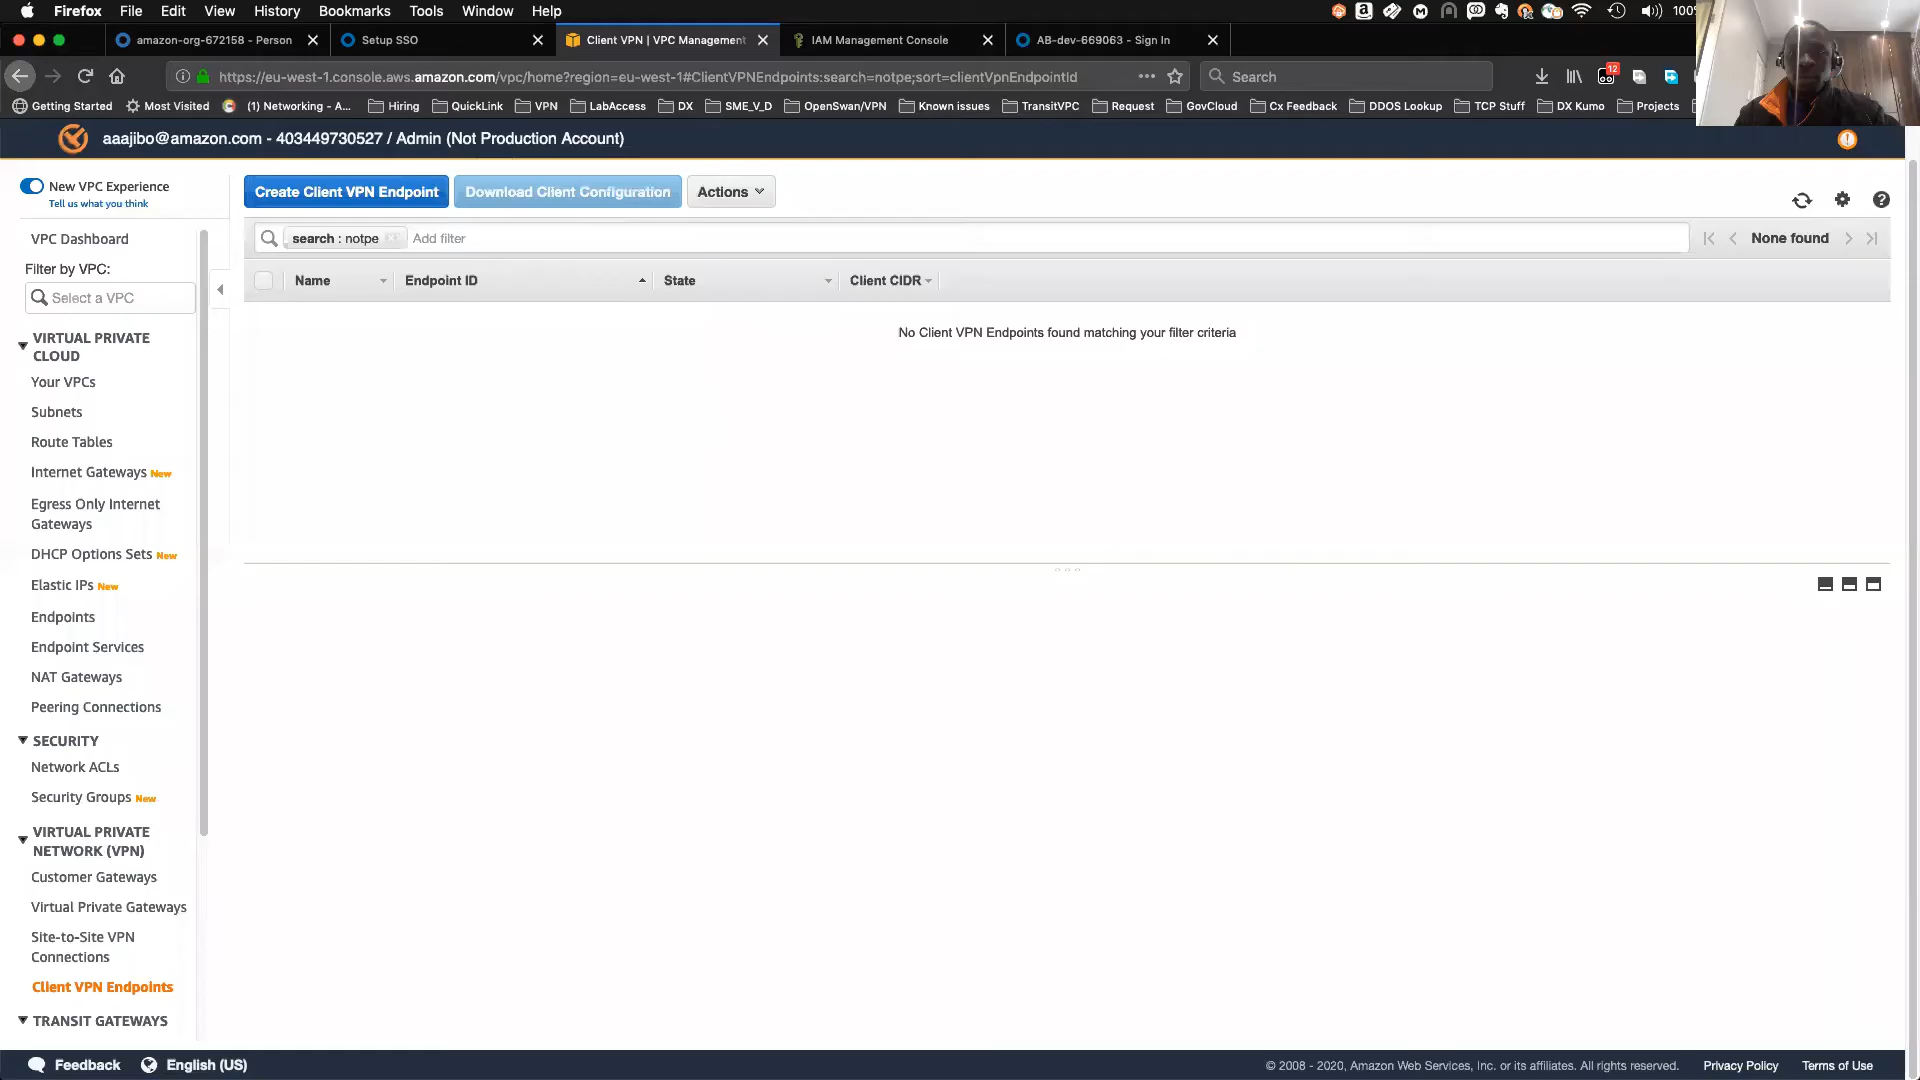 Firefox File Edit View History Bookmarks Tools Window Help 100%
amazon-org-672158 - Person Setup SSO Client VPN | VPC Management IAM Management Console AB-dev-669063 - Sign In
https://eu-west-1.console.aws.amazon.com/vpc/home?region=eu-west-1#ClientVPNEndpoints:search=notpe;sort=clientVpnEndpointId Search 12
Getting Started Most Visited (1) Networking - A... Hiring QuickLink VPN LabAccess DX SME_V_D OpenSwan/VPN Known issues TransitVPC Request GovCloud Cx Feedback DDOS Lookup TCP Stuff DX Kumo Projects
aaajibo@amazon.com - 403449730527 / Admin (Not Production Account)
New VPC Experience
Tell us what you think
Create Client VPN Endpoint Download Client Configuration Actions
VPC Dashboard
search : notpe Add filter None found
Filter by VPC:
Select a VPC
Name Endpoint ID State Client CIDR
No Client VPN Endpoints found matching your filter criteria
VIRTUAL PRIVATE
CLOUD
Your VPCs
Subnets
Route Tables
Internet Gateways New
Egress Only Internet
Gateways
DHCP Options Sets New
Elastic IPs New
Endpoints
Endpoint Services
NAT Gateways
Peering Connections
SECURITY
Network ACLs
Security Groups New
VIRTUAL PRIVATE
NETWORK (VPN)
Customer Gateways
Virtual Private Gateways
Site-to-Site VPN
Connections
Client VPN Endpoints
TRANSIT GATEWAYS
Feedback English (US) © 2008 - 2020, Amazon Web Services, Inc. or its affiliates. All rights reserved. Privacy Policy Terms of Use